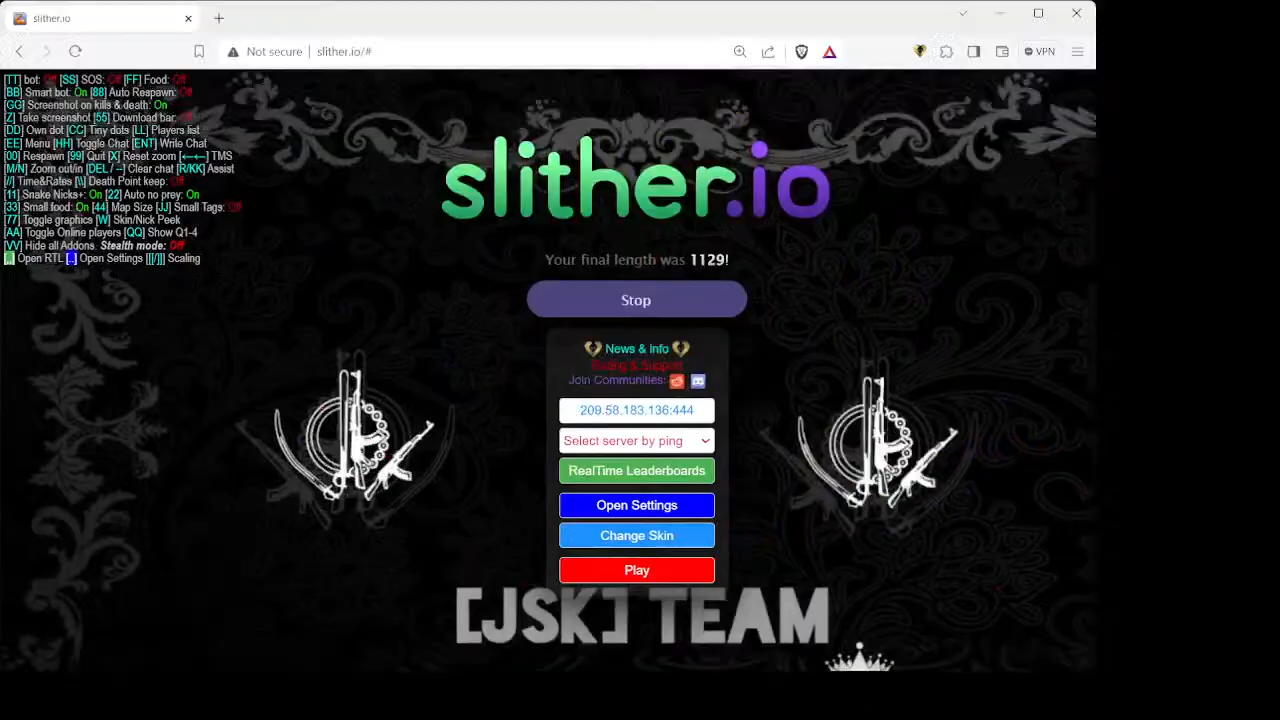 slither.io
Not secure
slither.io/#
VPN
[TT] bot: Off [SS] SOS: Off [FF] Food: Off
[BB] Smart bot: On [88] Auto Respawn: Off
[GG] Screenshot on kills & death: On
[Z] Take screenshot [55] Download bar: Off
[DD] Own dot [CC] Tiny dots [LL] Players list
[EE] Menu [HH] Toggle Chat [ENT] Write Chat
[00] Respawn [99] Quit [X] Reset zoom [←→] TMS
[M/N] Zoom out/in [DEL / --] Clear chat [R/KK] Assist
[//] Time&Rates [\\] Death Point keep: Off
[11] Snake Nicks+: On [22] Auto no prey: On
[33] Small food: On [44] Map Size [JJ] Small Tags: Off
[77] Toggle graphics [W] Skin/Nick Peek
[AA] Toggle Online players [QQ] Show Q1-4
[VV] Hide all Addons. Stealth mode: Off
Open RTL [..] Open Settings [[[/]]] Scaling
slither.io
Your final length was 1129!
Stop
News & Info
& Support
Join Communities:
209.58.183.136:444
Select server by ping
RealTime Leaderboards
Open Settings
Change Skin
Play
[JSK] TEAM